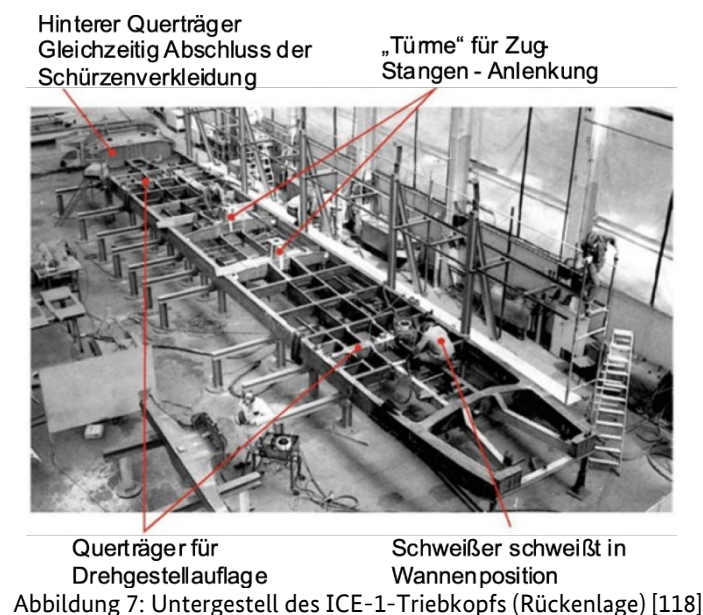 Hinterer Querträger
Gleichzeitig Abschluss der
Schürzenverkleidung
„Türme“ für Zug-
Stangen - Anlenkung
Querträger für
Drehgestellauflage
Schweißer schweißt in
Wannenposition
Abbildung 7: Untergestell des ICE-1-Triebkopfs (Rückenlage) [118]